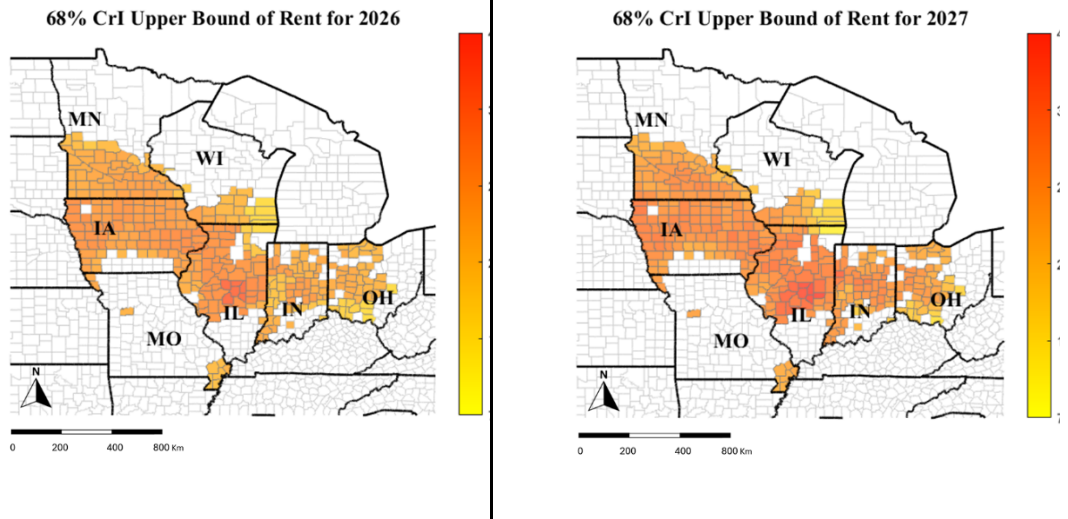 68% CrI Upper Bound of Rent for 2026
MN
WI
IA
IL
IN
OH
MO
N
0 200 400 800 Km
68% CrI Upper Bound of Rent for 2027
MN
WI
IA
IL
IN
OH
MO
N
0 200 400 800 Km